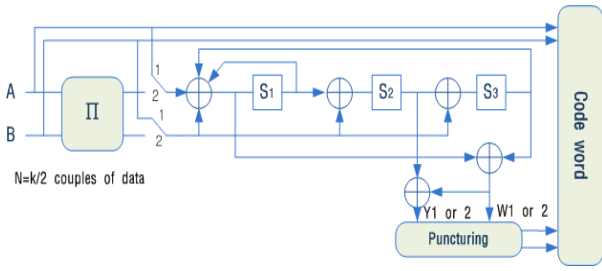 A
B
Π
1
2
1
2
S1
S2
S3
N=k/2 couples of data
Y1 or 2
W1 or 2
Puncturing
Code word